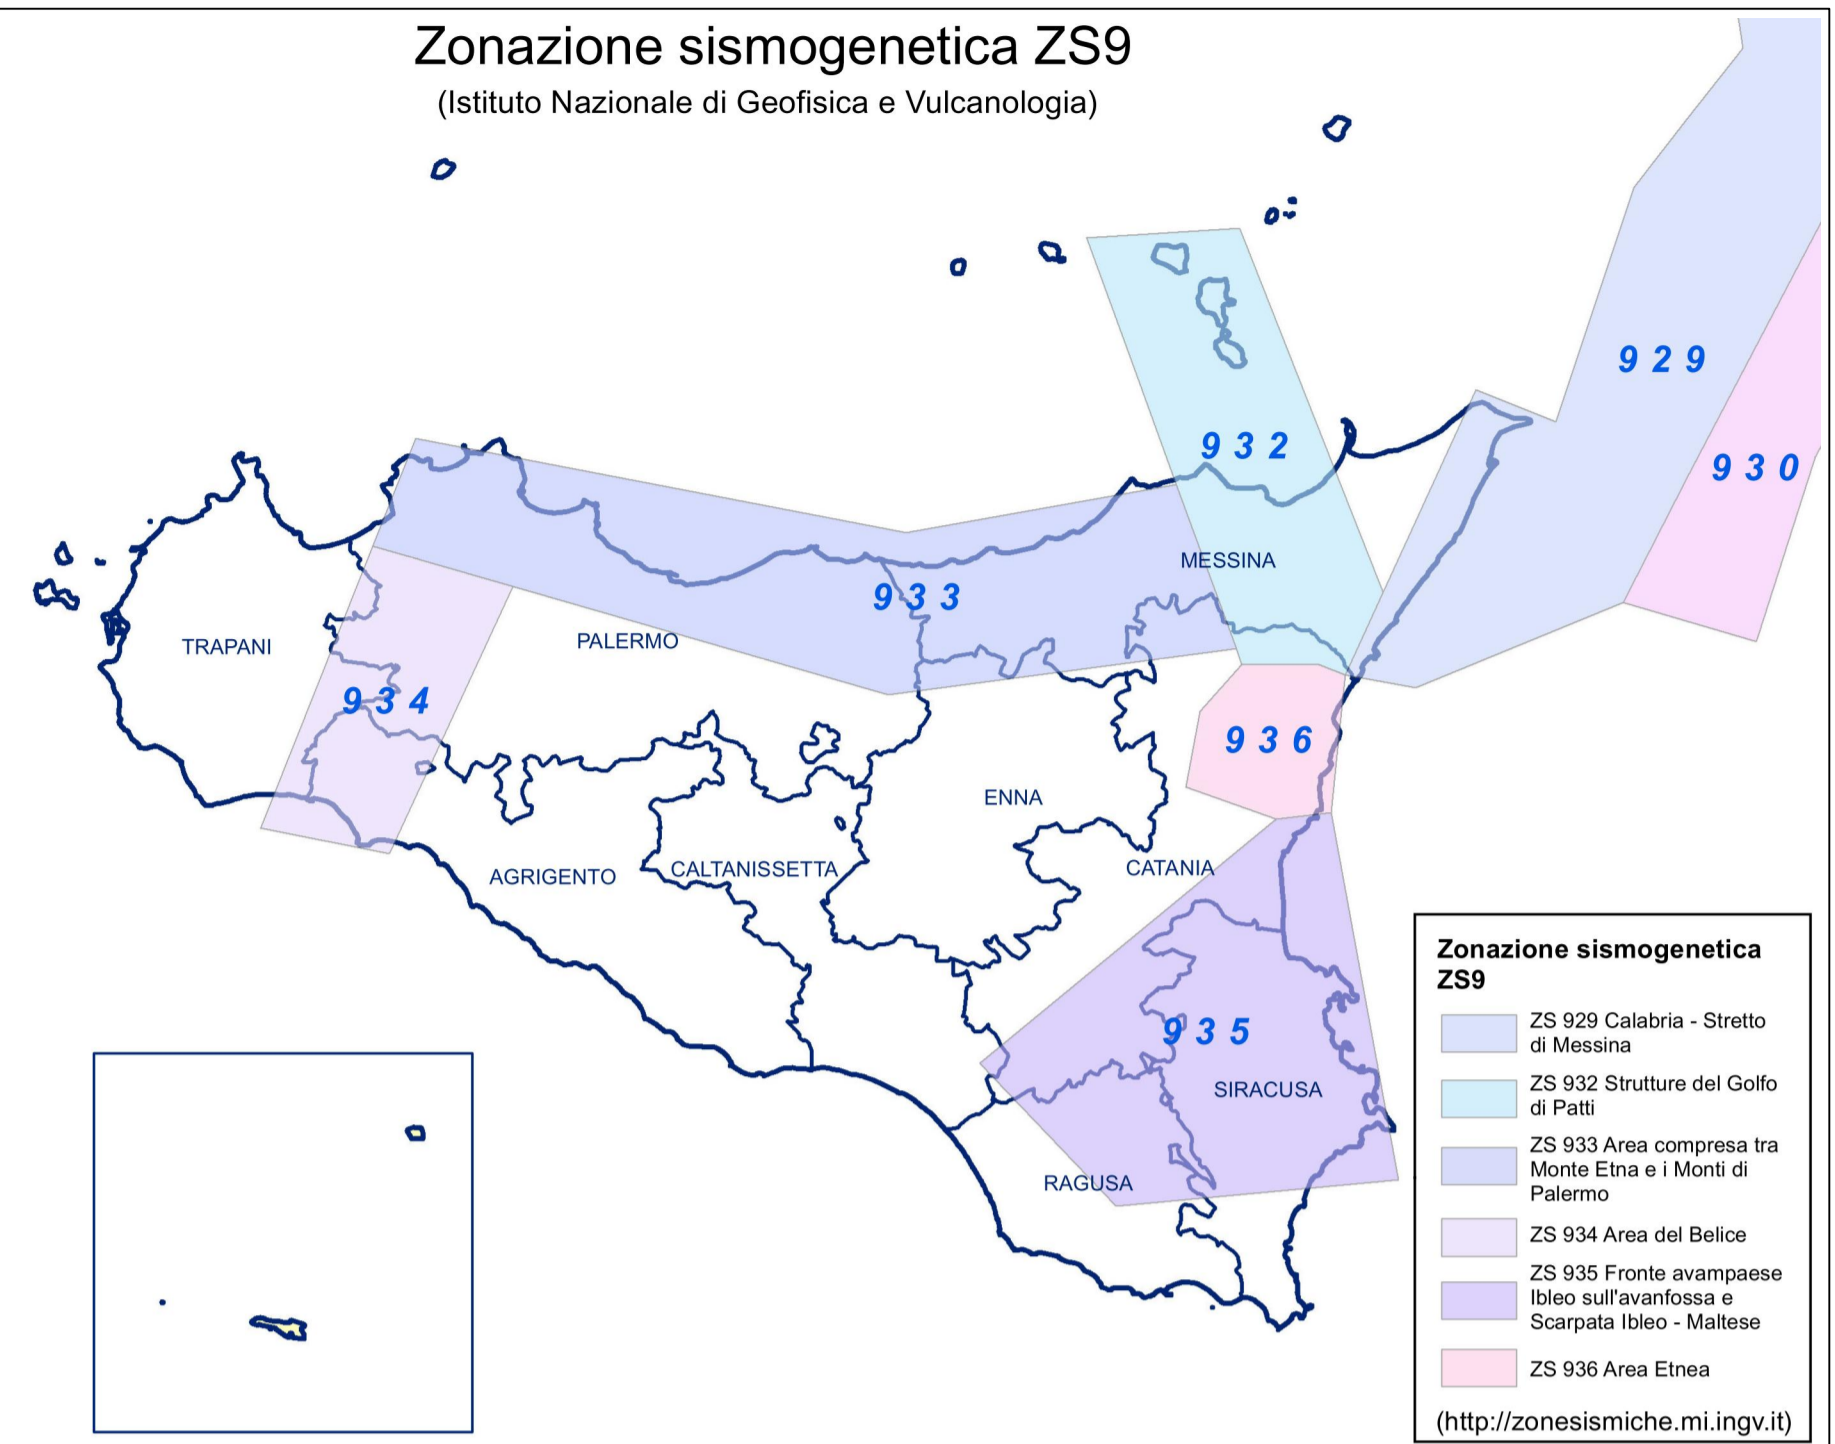 Zonazione sismogenetica ZS9
(Istituto Nazionale di Geofisica e Vulcanologia)
9 2 9
9 3 2
9 3 0
MESSINA
9 3 3
TRAPANI
PALERMO
9 3 4
9 3 6
ENNA
CATANIA
CALTANISSETTA
AGRIGENTO
9 3 5
SIRACUSA
RAGUSA
Zonazione sismogenetica
ZS9
ZS 929 Calabria - Stretto
di Messina
ZS 932 Strutture del Golfo
di Patti
ZS 933 Area compresa tra
Monte Etna e i Monti di
Palermo
ZS 934 Area del Belice
ZS 935 Fronte avampaese
Ibleo sull'avanfossa e
Scarpata Ibleo - Maltese
ZS 936 Area Etnea
(http://zonesismiche.mi.ingv.it)